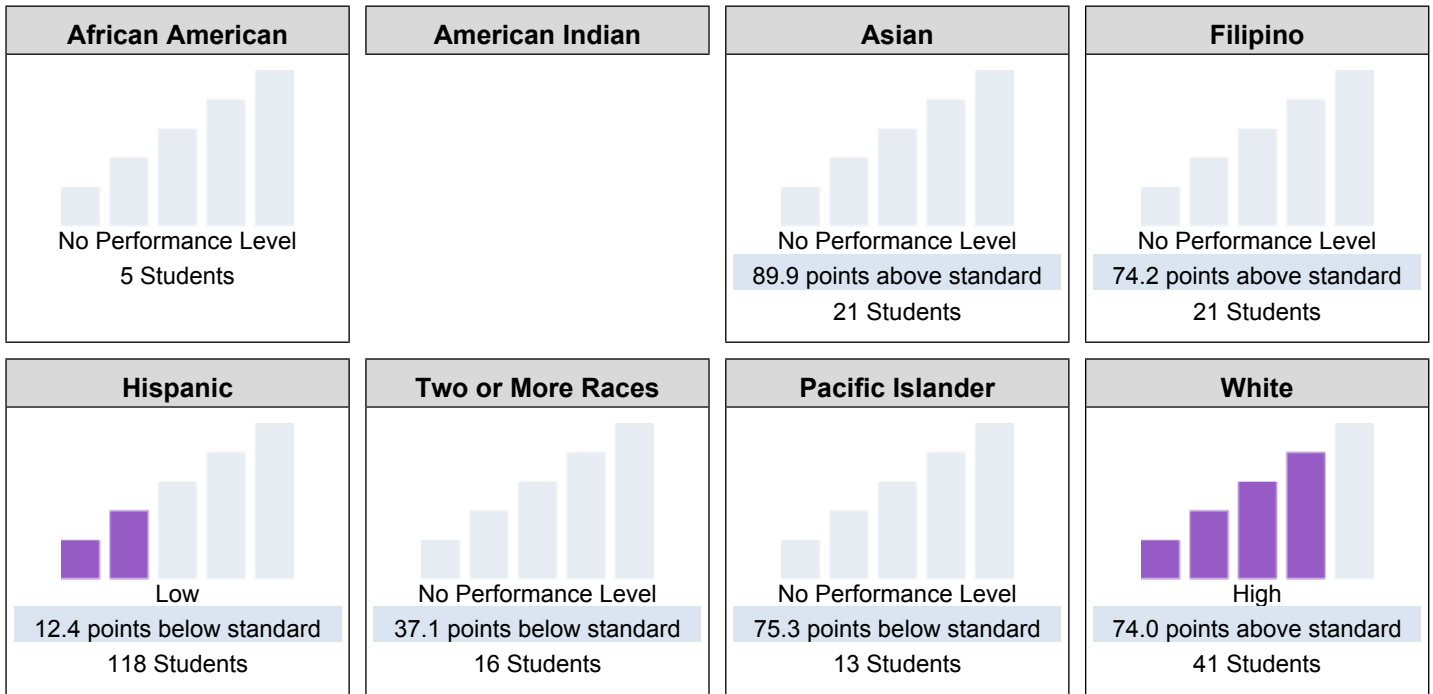 African American
No Performance Level
5 Students
American Indian
Asian
No Performance Level
89.9 points above standard
21 Students
Filipino
No Performance Level
74.2 points above standard
21 Students
Hispanic
Low
12.4 points below standard
118 Students
Two or More Races
No Performance Level
37.1 points below standard
16 Students
Pacific Islander
No Performance Level
75.3 points below standard
13 Students
White
High
74.0 points above standard
41 Students